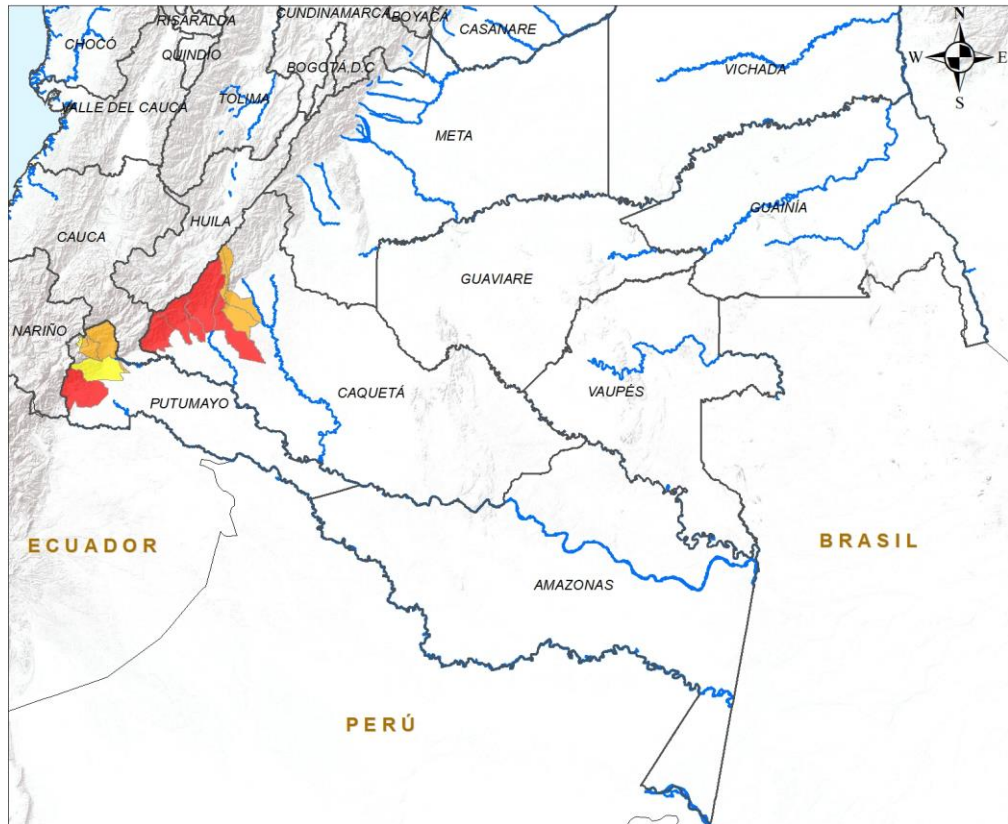 RISARALDA
CUNDINAMARCA
BOYACÁ
CASANARE
N
CHOCÓ
QUINDIO
BOGOTÁ D.C
W
E
VICHADA
S
VALLE DEL CAUCA
TOLIMA
META
HUILA
GUAINÍA
CAUCA
GUAVIARE
NARIÑO
CAQUETÁ
VAUPÉS
PUTUMAYO
ECUADOR
BRASIL
AMAZONAS
PERÚ